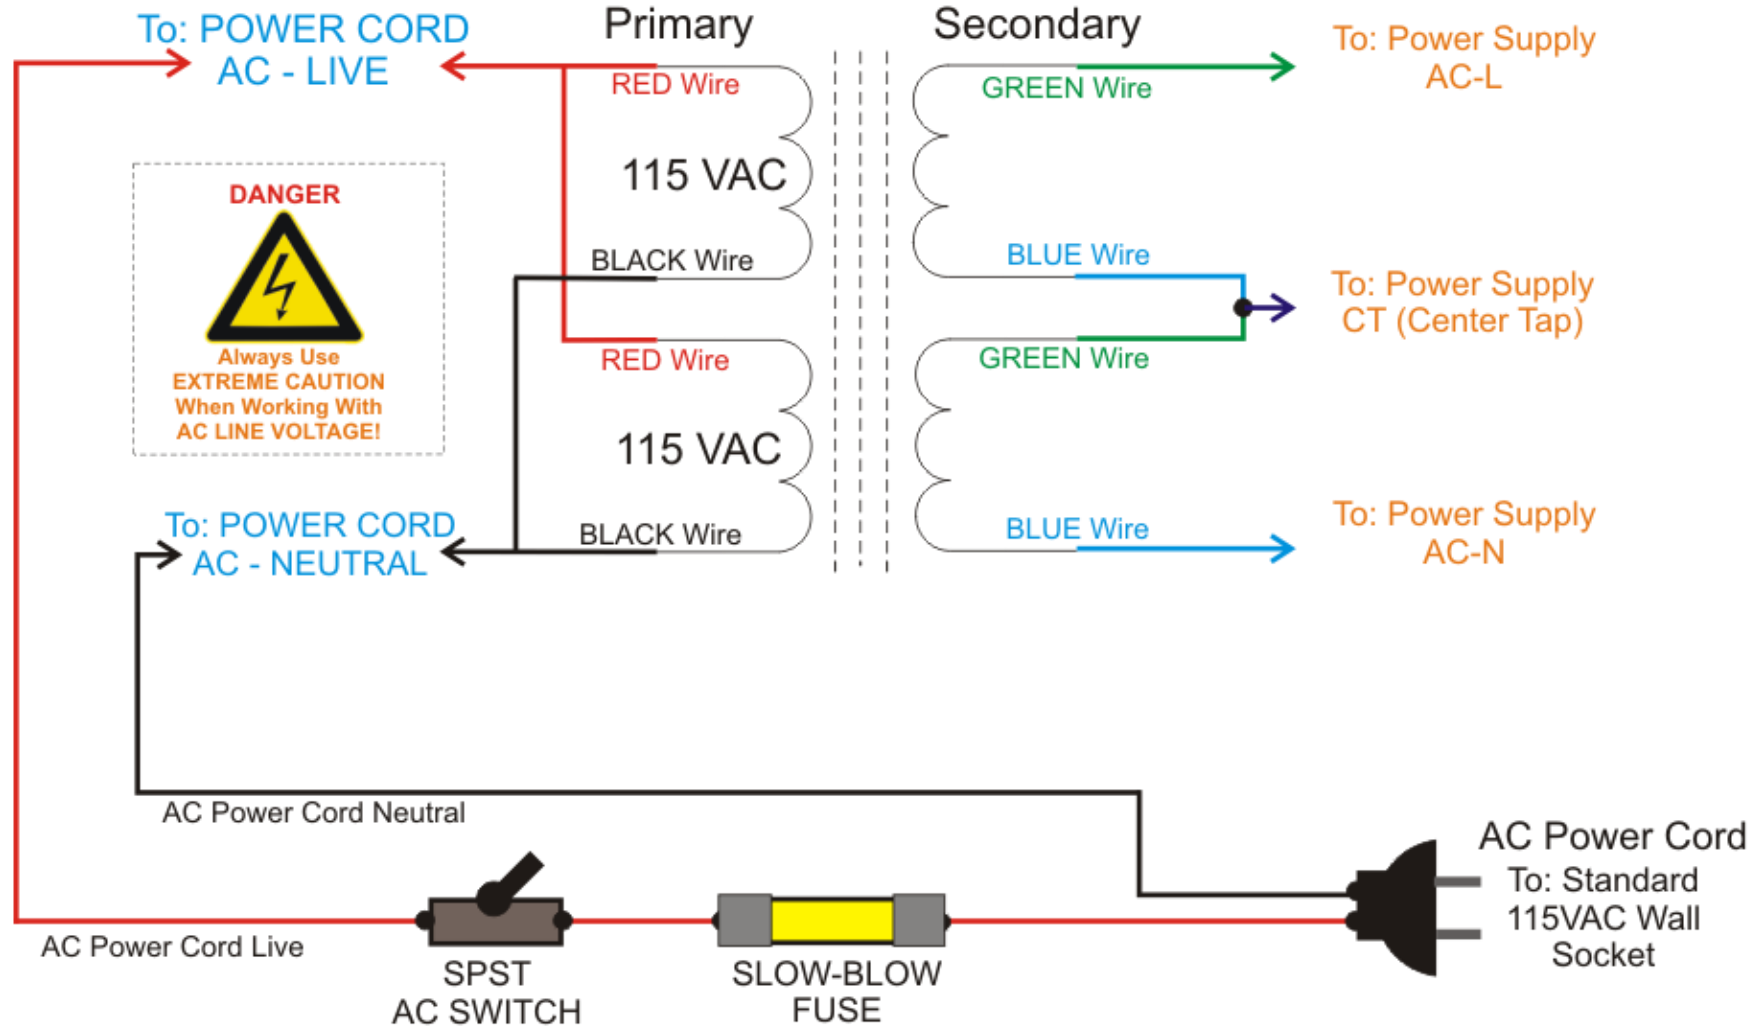 To: POWER CORD
AC - LIVE
Primary
Secondary
To: Power Supply
AC-L
RED Wire
GREEN Wire
115 VAC
DANGER
Always Use
EXTREME CAUTION
When Working With
AC LINE VOLTAGE!
BLACK Wire
BLUE Wire
To: Power Supply
CT (Center Tap)
RED Wire
GREEN Wire
115 VAC
To: POWER CORD
AC - NEUTRAL
BLACK Wire
BLUE Wire
To: Power Supply
AC-N
AC Power Cord Neutral
AC Power Cord
To: Standard
115VAC Wall
Socket
AC Power Cord Live
SPST
AC SWITCH
SLOW-BLOW
FUSE